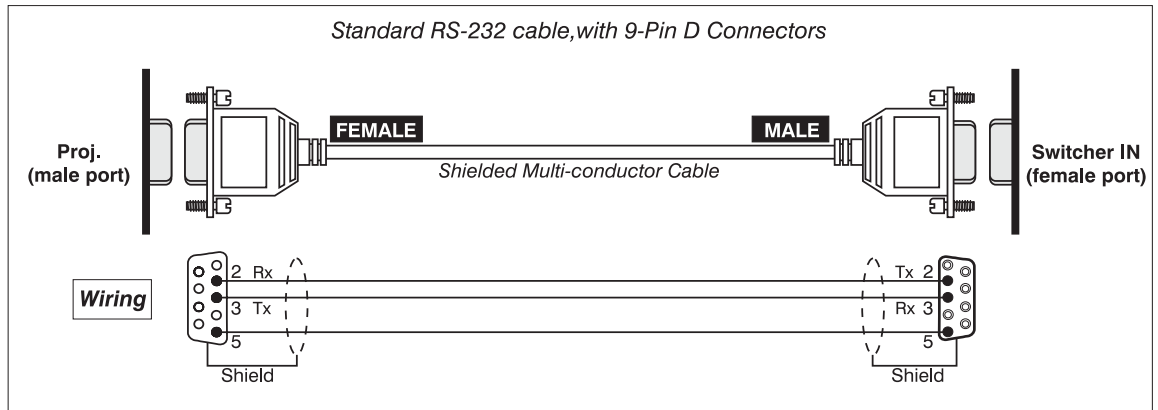 Standard RS-232 cable,with 9-Pin D Connectors
FEMALE
MALE
Proj.
(male port)
Shielded Multi-conductor Cable
Switcher IN
(female port)
Wiring
2 Rx
Tx 2
3 Tx
Rx 3
5
5
Shield
Shield